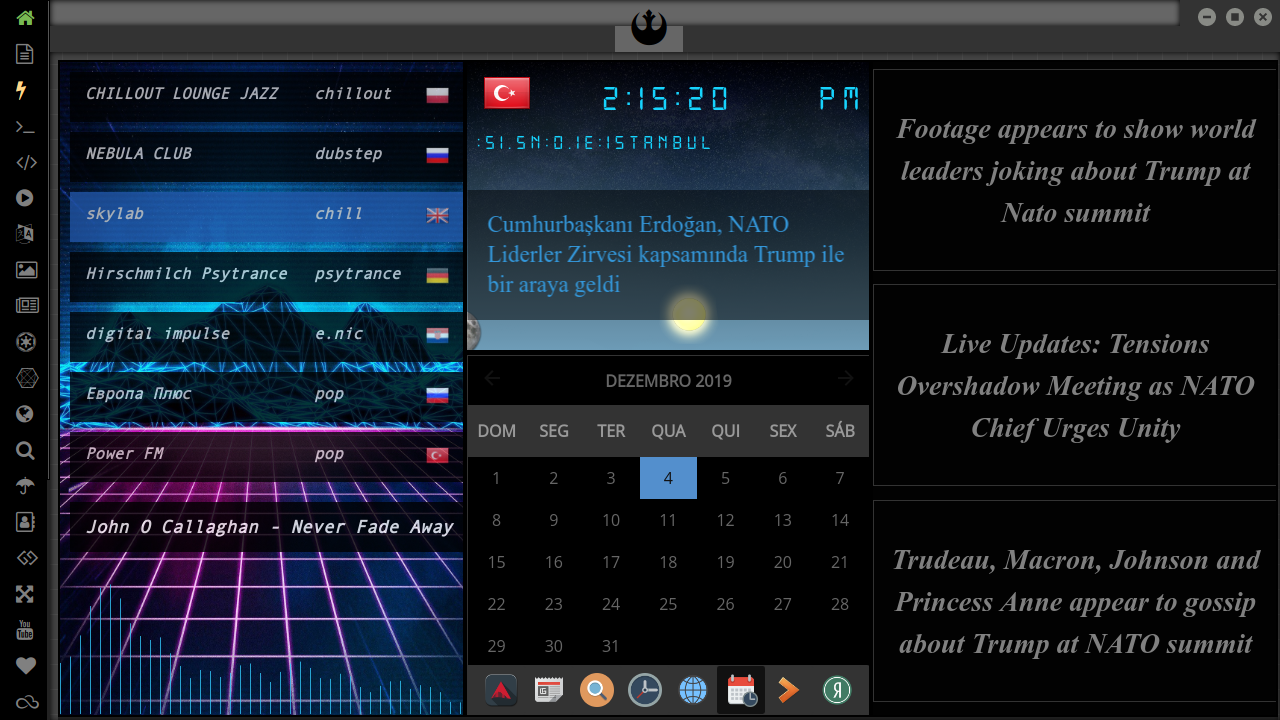 CHILLOUT LOUNGE JAZZ chillout
NEBULA CLUB dubstep
skylab chill
Hirschmilch Psytrance psytrance
digital impulse e.nic
Европа Плюс pop
Power FM pop
John O Callaghan - Never Fade Away
2:15:20 PM
:SI.SN:O.IE:ISTANBUL
Cumhurbaşkanı Erdoğan, NATO
Liderler Zirvesi kapsamında Trump ile
bir araya geldi
DEZEMBRO 2019
DOM SEG TER QUA QUI SEX SÁB
1 2 3 4 5 6 7
8 9 10 11 12 13 14
15 16 17 18 19 20 21
22 23 24 25 26 27 28
29 30 31
Footage appears to show world
leaders joking about Trump at
Nato summit
Live Updates: Tensions
Overshadow Meeting as NATO
Chief Urges Unity
Trudeau, Macron, Johnson and
Princess Anne appear to gossip
about Trump at NATO summit
You
Tube
Я